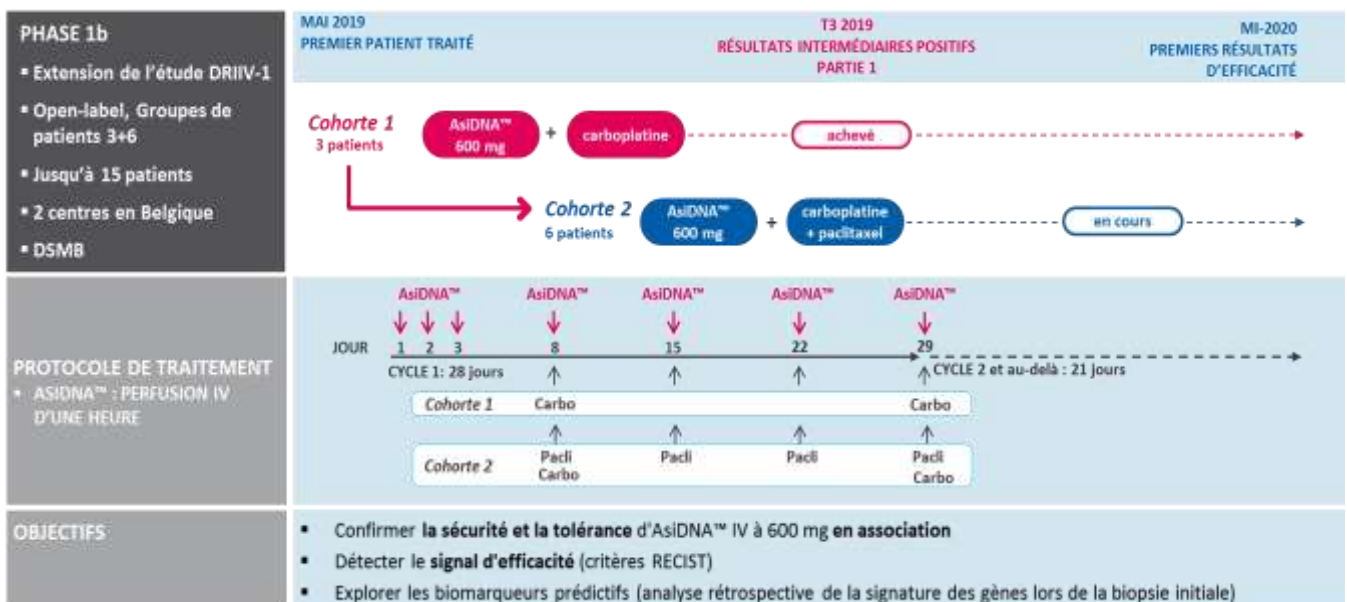 PHASE 1b
▪ Extension de l'étude DRIIV-1
▪ Open-label, Groupes de
patients 3+6
▪ Jusqu'à 15 patients
▪ 2 centres en Belgique
▪ DSMB
MAI 2019
PREMIER PATIENT TRAITÉ
T3 2019
RÉSULTATS INTERMÉDIAIRES POSITIFS
PARTIE 1
MI-2020
PREMIERS RÉSULTATS
D'EFFICACITÉ
Cohorte 1
3 patients
AsiDNA™
600 mg
+
carboplatine
achevé
Cohorte 2
6 patients
AsiDNA™
600 mg
+
carboplatine
+ paclitaxel
en cours
PROTOCOLE DE TRAITEMENT
▪ ASIDNA™ : PERFUSION IV
D'UNE HEURE
AsiDNA™ AsiDNA™ AsiDNA™ AsiDNA™ AsiDNA™
JOUR 1 2 3 8 15 22 29
CYCLE 1: 28 jours CYCLE 2 et au-delà : 21 jours
Cohorte 1 Carbo Carbo
Cohorte 2 Pacli Pacli Pacli Pacli
Carbo Carbo
OBJECTIFS
▪ Confirmer la sécurité et la tolérance d'AsiDNA™ IV à 600 mg en association
▪ Détecter le signal d'efficacité (critères RECIST)
▪ Explorer les biomarqueurs prédictifs (analyse rétrospective de la signature des gènes lors de la biopsie initiale)